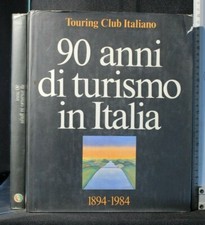 Touring Club Italiano
90 anni
di turismo
in Italia
1894-1984